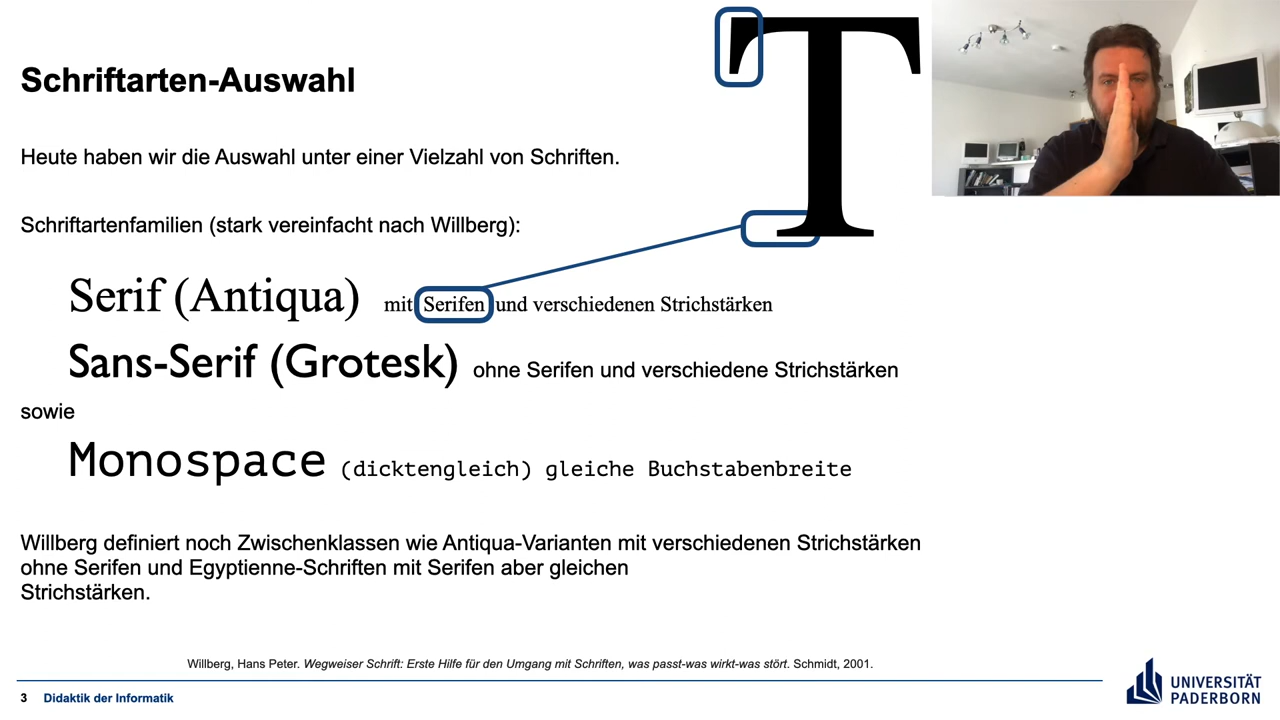 T
Schriftarten-Auswahl
Heute haben wir die Auswahl unter einer Vielzahl von Schriften.
Schriftartenfamilien (stark vereinfacht nach Willberg):
Serif (Antiqua) mit Serifen und verschiedenen Strichstärken
Sans-Serif (Grotesk) ohne Serifen und verschiedene Strichstärken
sowie
Monospace (dicktengleich) gleiche Buchstabenbreite
Willberg definiert noch Zwischenklassen wie Antiqua-Varianten mit verschiedenen Strichstärken
ohne Serifen und Egyptienne-Schriften mit Serifen aber gleichen
Strichstärken.
Willberg, Hans Peter. Wegweiser Schrift: Erste Hilfe für den Umgang mit Schriften, was passt-was wirkt-was stört. Schmidt, 2001.
3 Didaktik der Informatik
UNIVERSITÄT
PADERBORN